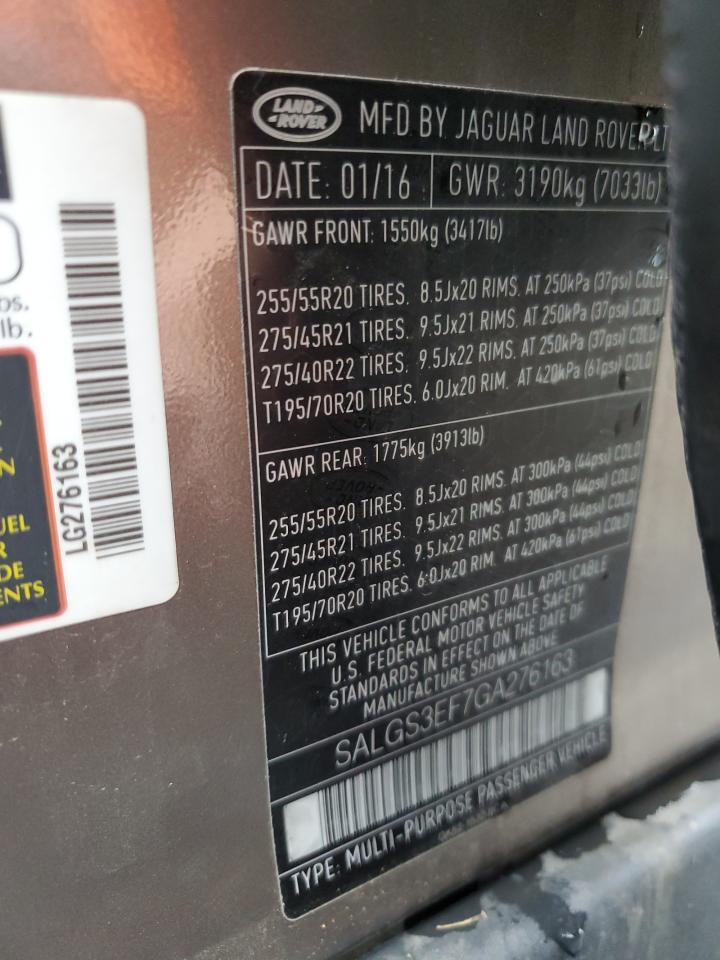 LAND-
-ROVER
MFD BY JAGUAR LAND ROVER LT
DATE: 01/16 GWR: 3190kg (7033lb)
GAWR FRONT: 1550kg (3417lb)
255/55R20 TIRES. 8.5Jx20 RIMS. AT 250kPa (37psi) COLD
275/45R21 TIRES. 9.5Jx21 RIMS. AT 250kPa (37psi) COLD
275/40R22 TIRES. 9.5Jx22 RIMS. AT 250kPa (37psi) COLD
T195/70R20 TIRES. 6.0Jx20 RIM. AT 420kPa (61psi) COLD
GAWR REAR: 1775kg (3913lb)
255/55R20 TIRES. 8.5Jx20 RIMS. AT 300kPa (44psi) COLD
275/45R21 TIRES. 9.5Jx21 RIMS. AT 300kPa (44psi) COLD
275/40R22 TIRES. 9.5Jx22 RIMS. AT 300kPa (44psi) COLD
T195/70R20 TIRES. 6.0Jx20 RIM. AT 420kPa (61psi) COLD
THIS VEHICLE CONFORMS TO ALL APPLICABLE
U.S. FEDERAL MOTOR VEHICLE SAFETY
STANDARDS IN EFFECT ON THE DATE OF
MANUFACTURE SHOWN ABOVE
SALGS3EF7GA276163
TYPE: MULTI-PURPOSE PASSENGER VEHICLE
LG276163
os.
lb.
N
UEL
R
DE
ENTS